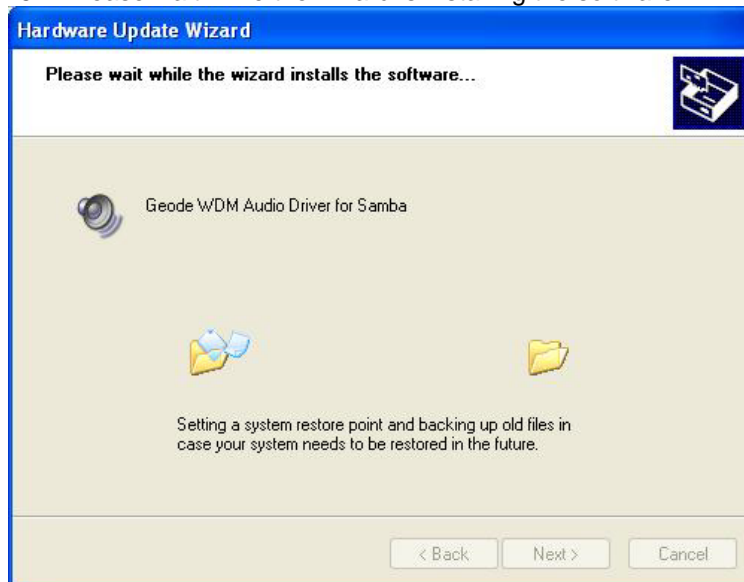 Hardware Update Wizard
Please wait while the wizard installs the software...
Geode WDM Audio Driver for Samba
Setting a system restore point and backing up old files in
case your system needs to be restored in the future.
< Back Next > Cancel